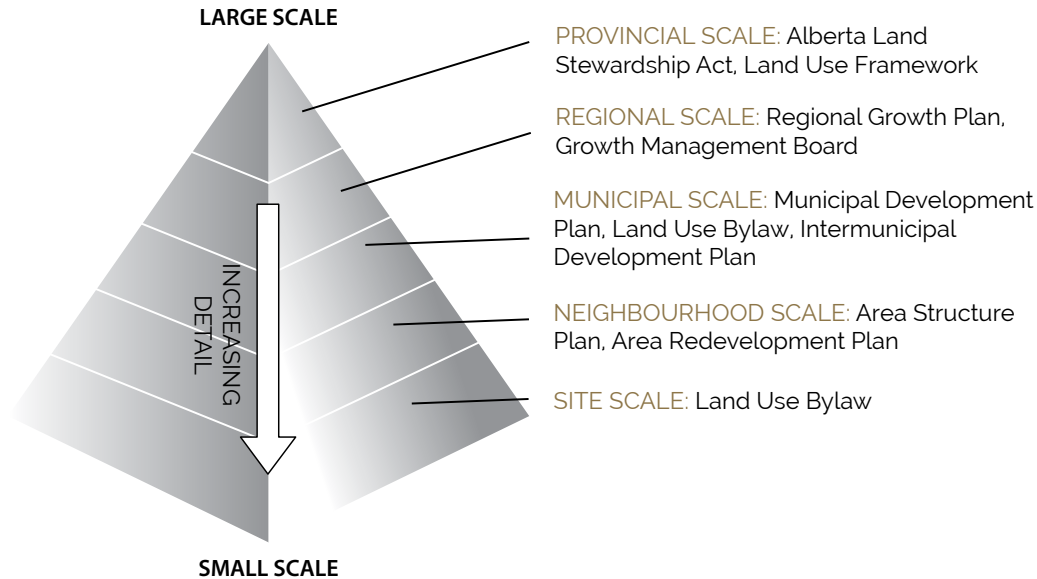 LARGE SCALE
PROVINCIAL SCALE: Alberta Land
Stewardship Act, Land Use Framework
REGIONAL SCALE: Regional Growth Plan,
Growth Management Board
MUNICIPAL SCALE: Municipal Development
Plan, Land Use Bylaw, Intermunicipal
Development Plan
INCREASING
DETAIL
NEIGHBOURHOOD SCALE: Area Structure
Plan, Area Redevelopment Plan
SITE SCALE: Land Use Bylaw
SMALL SCALE